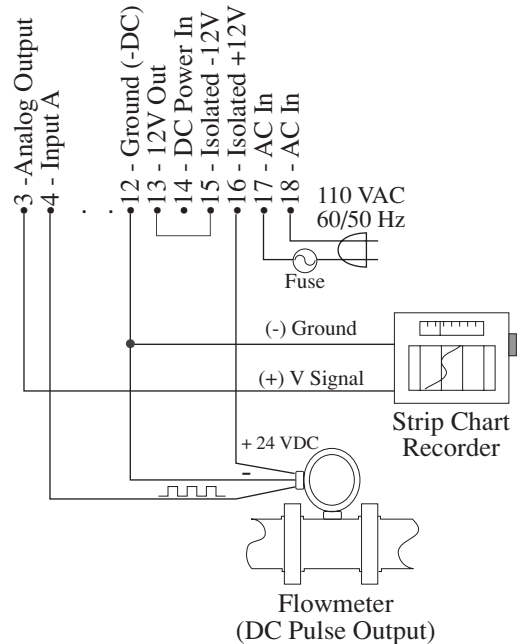 3 - Analog Output
4 - Input A
. .
12 - Ground (-DC)
13 - 12V Out
14 - DC Power In
15 - Isolated -12V
16 - Isolated +12V
17 - AC In
18 - AC In
110 VAC
60/50 Hz
Fuse
(-) Ground
(+) V Signal
Strip Chart
Recorder
+ 24 VDC
-
Flowmeter
(DC Pulse Output)